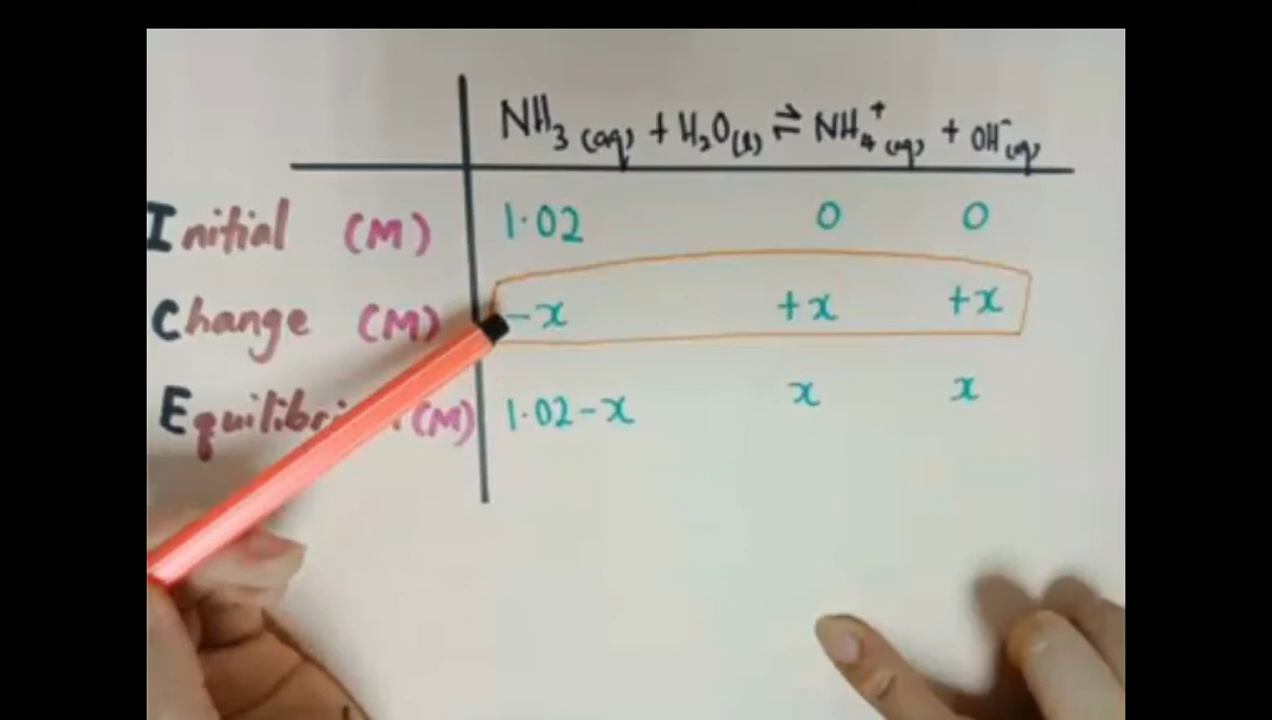 NH₃ (aq) + H₂O(l) ⇌ NH₄⁺ (aq) + OH⁻ (aq)
Initial (M) 1.02 0 0
Change (M) -x +x +x
(M) 1.02-x x x